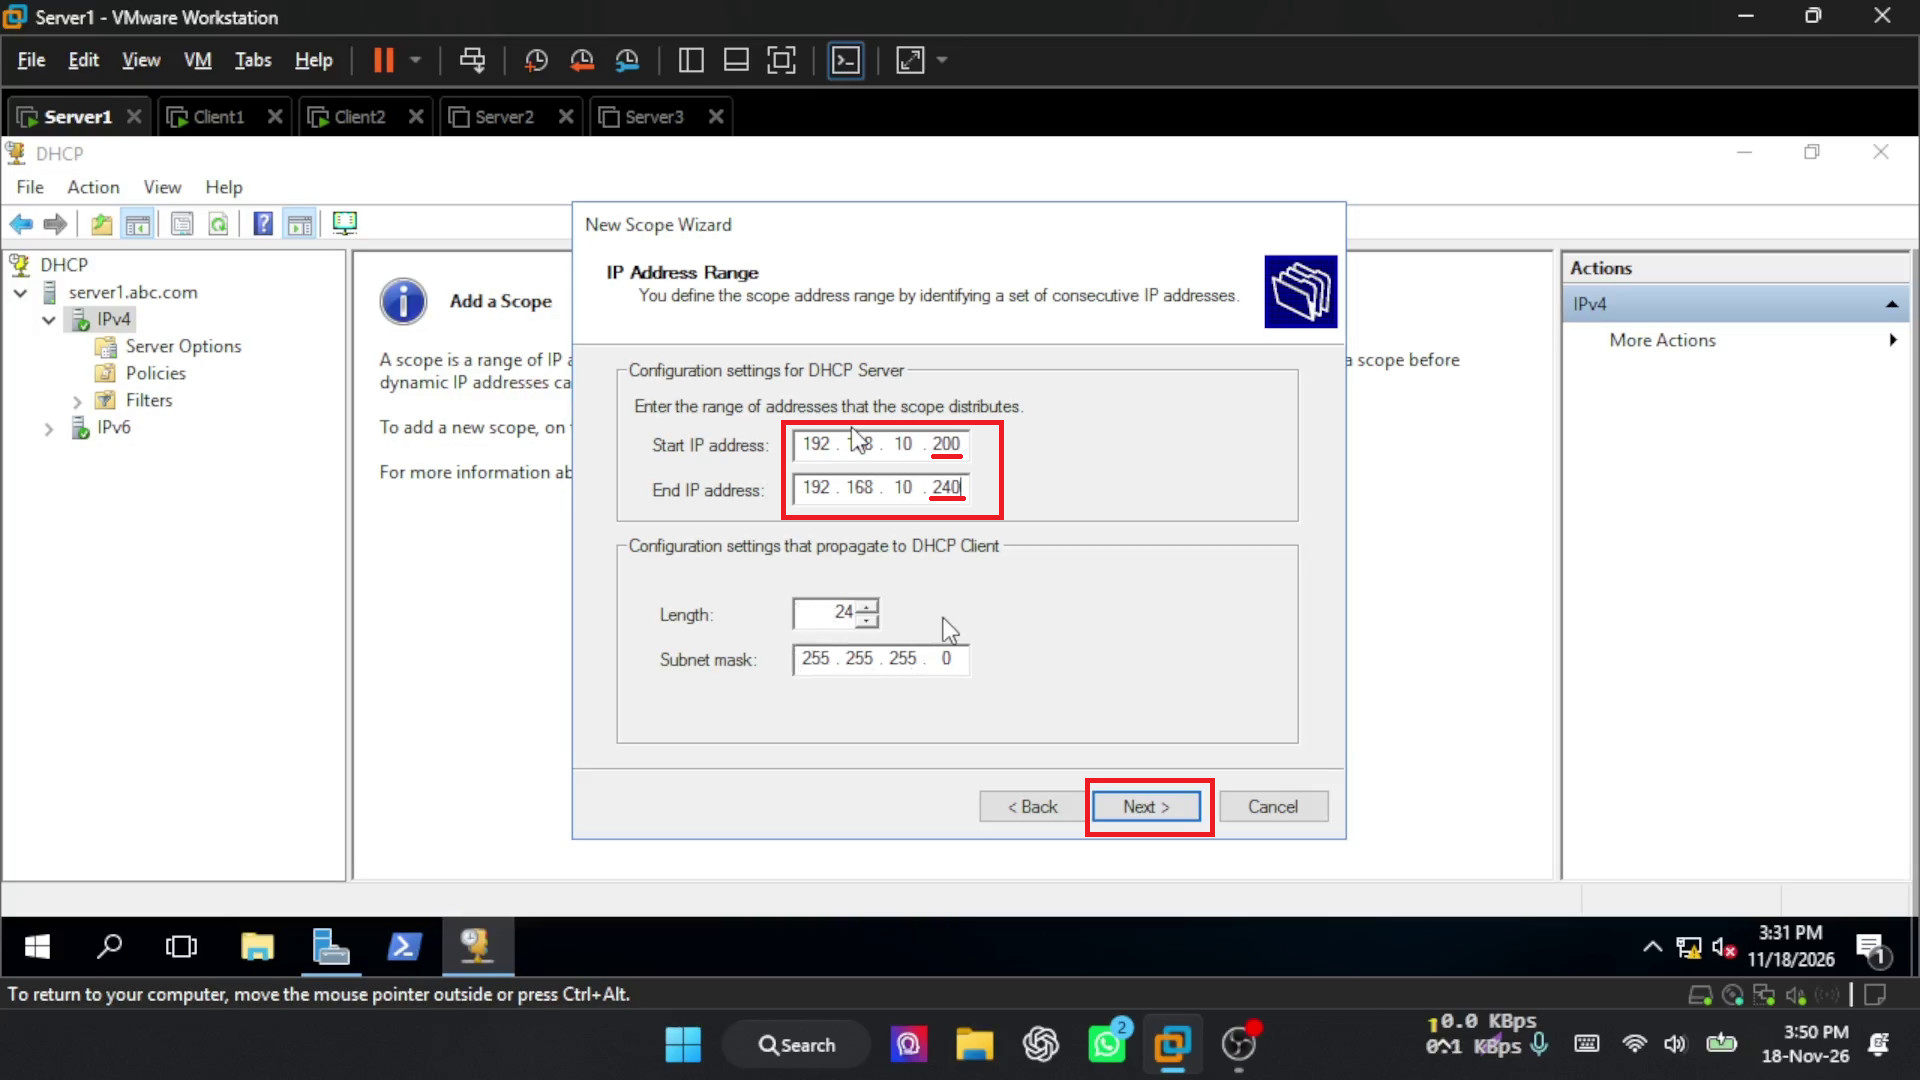 Server1 - VMware Workstation
File Edit View VM Tabs Help
Server1 Client1 Client2 Server2 Server3
DHCP
File Action View Help
DHCP
server1.abc.com
IPv4
Server Options
Policies
Filters
IPv6
Add a Scope
A scope is a range of IP a scope before
dynamic IP addresses ca
To add a new scope, on
For more information ab
New Scope Wizard
IP Address Range
You define the scope address range by identifying a set of consecutive IP addresses.
Configuration settings for DHCP Server
Enter the range of addresses that the scope distributes.
Start IP address: 192 . 168 . 10 . 200
End IP address: 192 . 168 . 10 . 240
Configuration settings that propagate to DHCP Client
Length: 24
Subnet mask: 255 . 255 . 255 . 0
< Back Next > Cancel
Actions
IPv4
More Actions
3:31 PM
11/18/2026
1
To return to your computer, move the mouse pointer outside or press Ctrl+Alt.
Search
2
0.0 KBps
0.1 KBps
3:50 PM
18-Nov-26